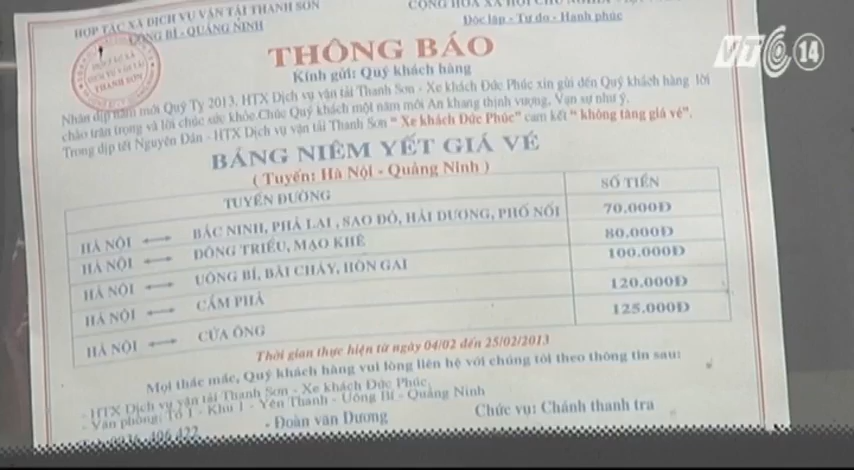 HỢP TÁC XÃ DỊCH VỤ VẬN TẢI THANH SƠN
UÔNG BÍ - QUẢNG NINH
Độc lập - Tự do - Hạnh phúc
VTC 14
THANH SƠN
THÔNG BÁO
Kính gửi: Quý khách hàng
Nhân dịp năm mới Quý Tỵ 2013. HTX Dịch vụ vận tải Thanh Sơn - Xe khách Đức Phúc xin gửi đến Quý khách hàng lời
chào trân trọng và lời chúc sức khỏe.Chúc Quý khách một năm mới An khang thịnh vượng, Vạn sự như ý.
Trong dịp tết Nguyên Đán - HTX Dịch vụ vận tải Thanh Sơn " Xe khách Đức Phúc" cam kết " không tăng giá vé".
BẢNG NIÊM YẾT GIÁ VÉ
( Tuyến: Hà Nội - Quảng Ninh )
TUYẾN ĐƯỜNG SỐ TIỀN
HÀ NỘI ⟷ BẮC NINH, PHẢ LẠI , SAO ĐỎ, HẢI DƯƠNG, PHỐ NỐI 70.000Đ
HÀ NỘI ⟷ ĐÔNG TRIỀU, MẠO KHÊ 80.000Đ
HÀ NỘI ⟷ UÔNG BÍ, BÃI CHÁY, HÒN GAI 100.000Đ
HÀ NỘI ⟷ CẨM PHẢ 120.000Đ
HÀ NỘI ⟷ CỬA ÔNG 125.000Đ
Thời gian thực hiện từ ngày 04/02 đến 25/02/2013
Mọi thắc mắc, Quý khách hàng vui lòng liên hệ với chúng tôi theo thông tin sau:
- HTX Dịch vụ vận tải Thanh Sơn - Xe khách Đức Phúc.
- Văn phòng: Tổ 1 - Khu 1 - Yên Thanh - Uông Bí - Quảng Ninh
- Đoàn văn Dương Chức vụ: Chánh thanh tra